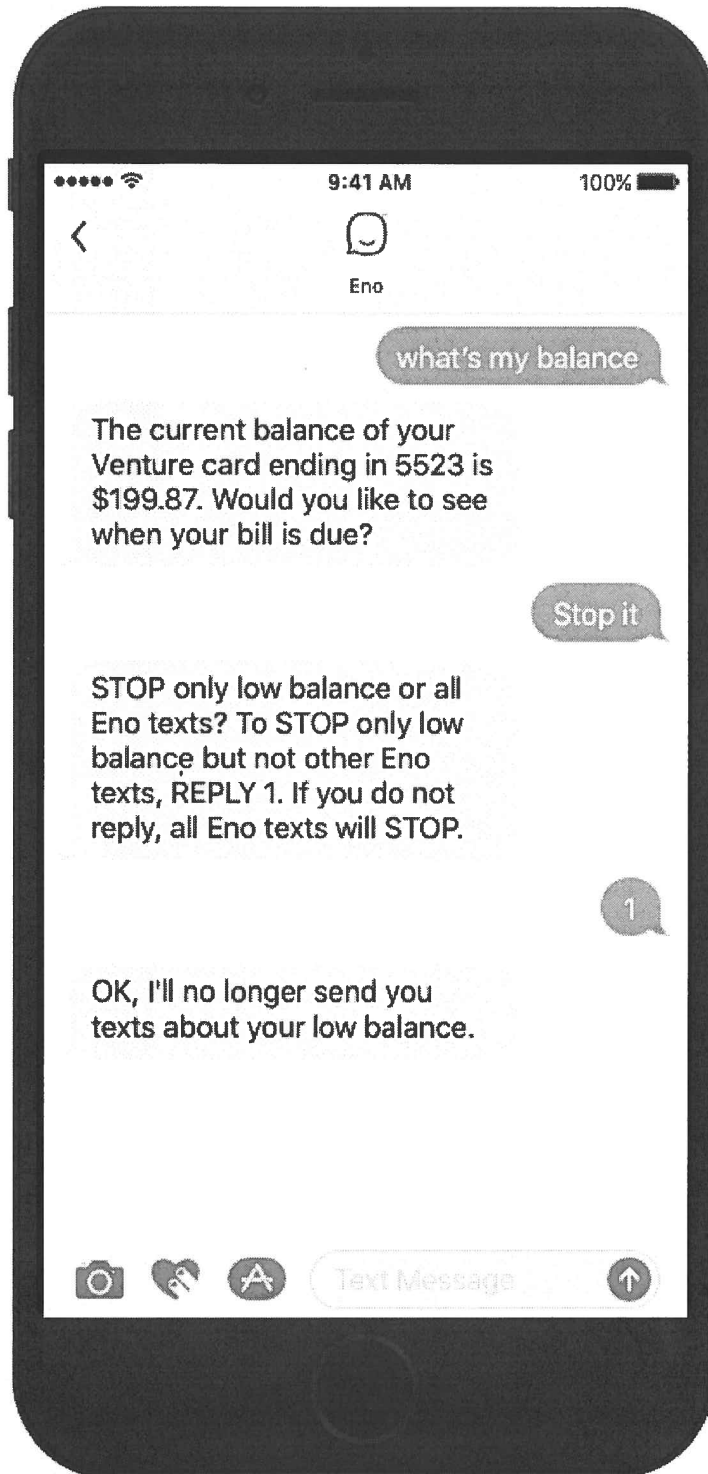 9:41 AM 100%
Eno
what's my balance
The current balance of your
Venture card ending in 5523 is
$199.87. Would you like to see
when your bill is due?
Stop it
STOP only low balance or all
Eno texts? To STOP only low
balance but not other Eno
texts, REPLY 1. If you do not
reply, all Eno texts will STOP.
1
OK, I'll no longer send you
texts about your low balance.
Text Message